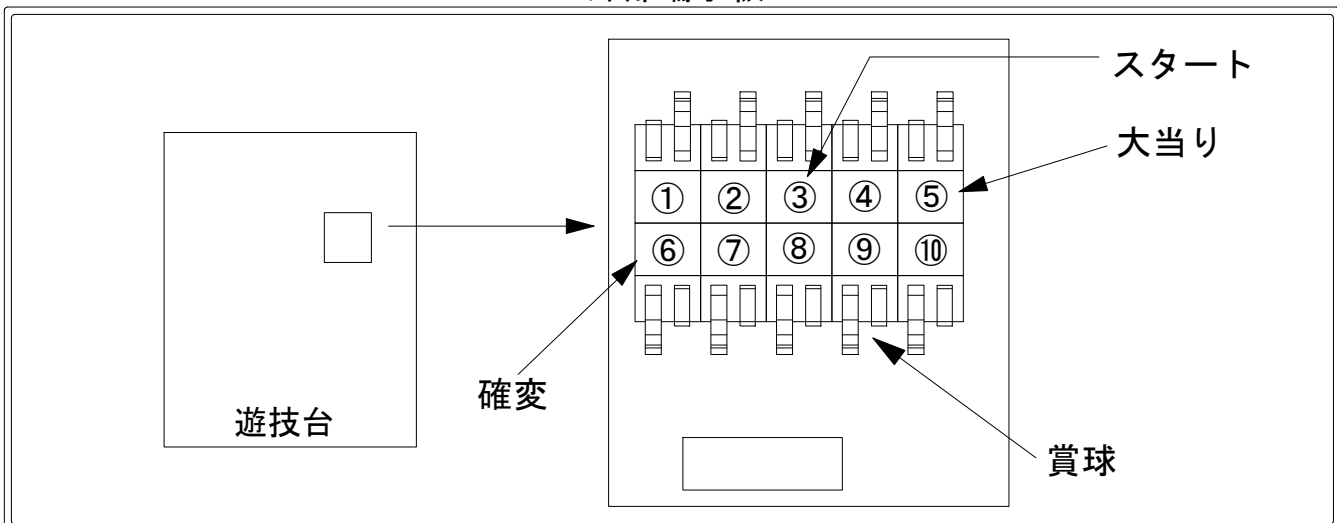 スタート
大当り
① ② ③ ④ ⑤
⑥ ⑦ ⑧ ⑨ ⑩
確変
遊技台
賞球